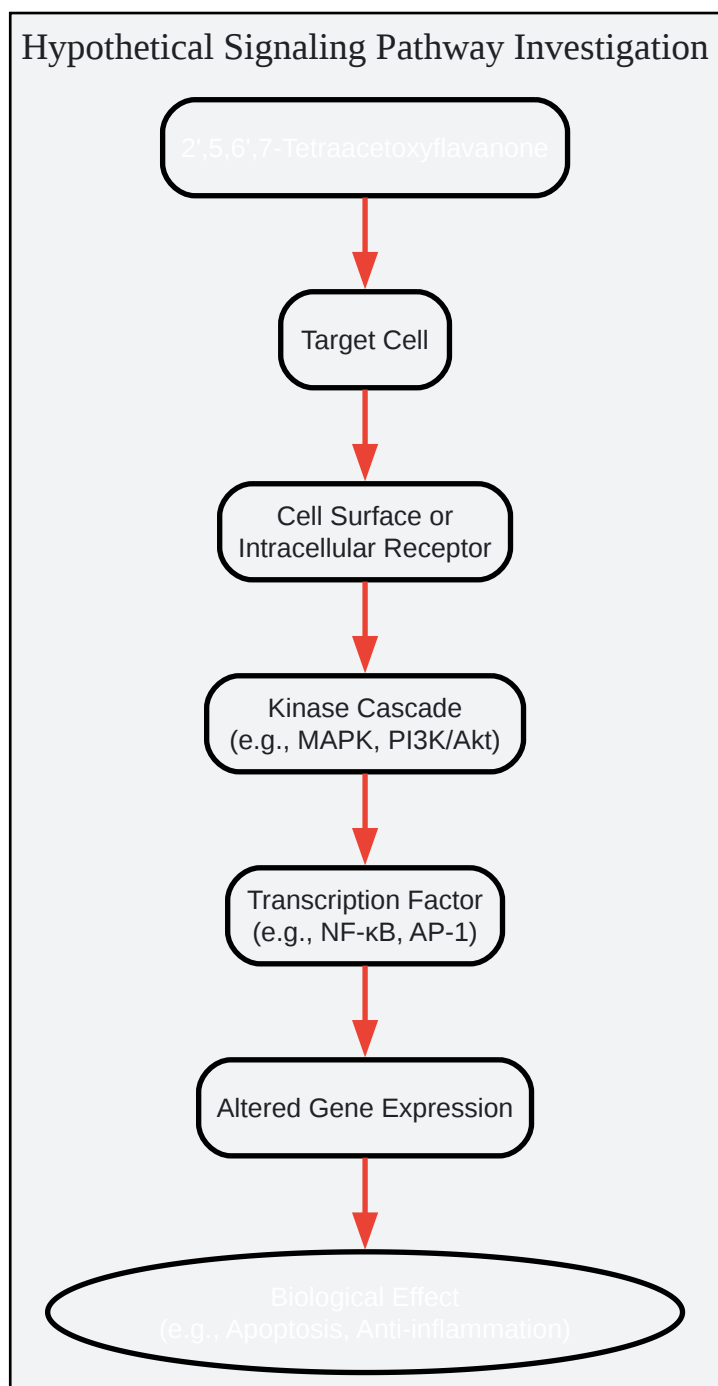 Hypothetical Signaling Pathway Investigation
2',5,6',7-Tetraacetoxyflavanone
Target Cell
Cell Surface or
Intracellular Receptor
Kinase Cascade
(e.g., MAPK, PI3K/Akt)
Transcription Factor
(e.g., NF-κB, AP-1)
Altered Gene Expression
Biological Effect
(e.g., Apoptosis, Anti-inflammation)